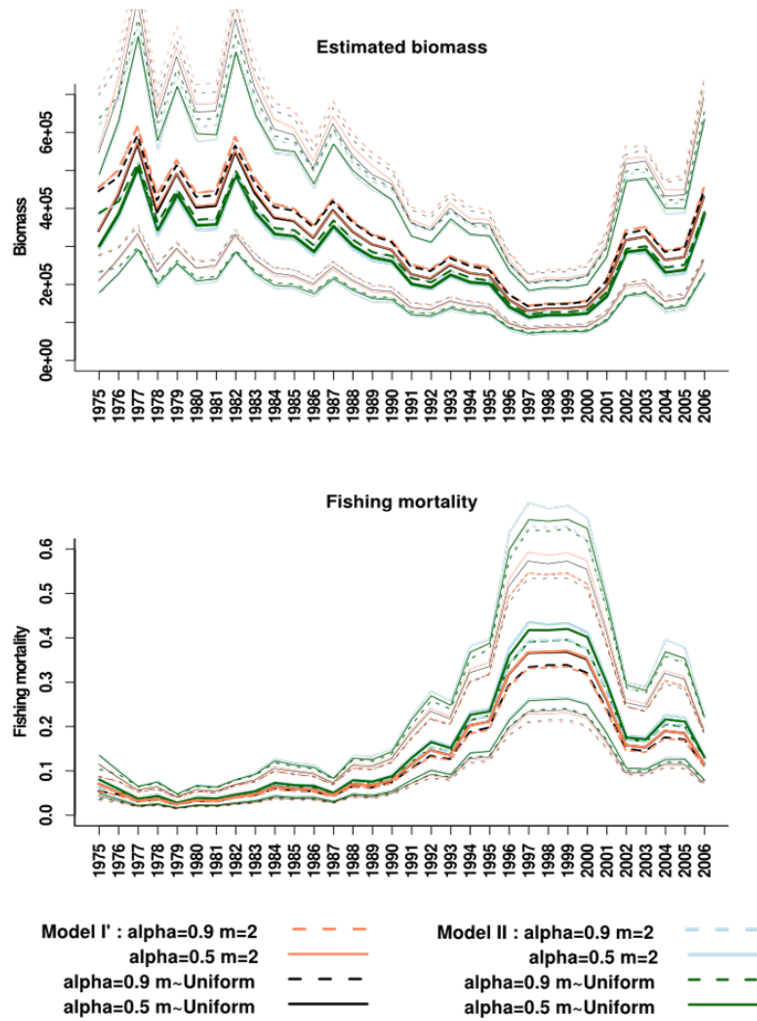 Estimated biomass
Biomass
0e+00 2e+05 4e+05 6e+05
1975 1976 1977 1978 1979 1980 1981 1982 1983 1984 1985 1986 1987 1988 1989 1990 1991 1992 1993 1994 1995 1996 1997 1998 1999 2000 2001 2002 2003 2004 2005 2006
Fishing mortality
Fishing mortality
0.0 0.1 0.2 0.3 0.4 0.5 0.6
1975 1976 1977 1978 1979 1980 1981 1982 1983 1984 1985 1986 1987 1988 1989 1990 1991 1992 1993 1994 1995 1996 1997 1998 1999 2000 2001 2002 2003 2004 2005 2006
Model I' : alpha=0.9 m=2
alpha=0.5 m=2
alpha=0.9 m~Uniform
alpha=0.5 m~Uniform
Model II : alpha=0.9 m=2
alpha=0.5 m=2
alpha=0.9 m~Uniform
alpha=0.5 m~Uniform